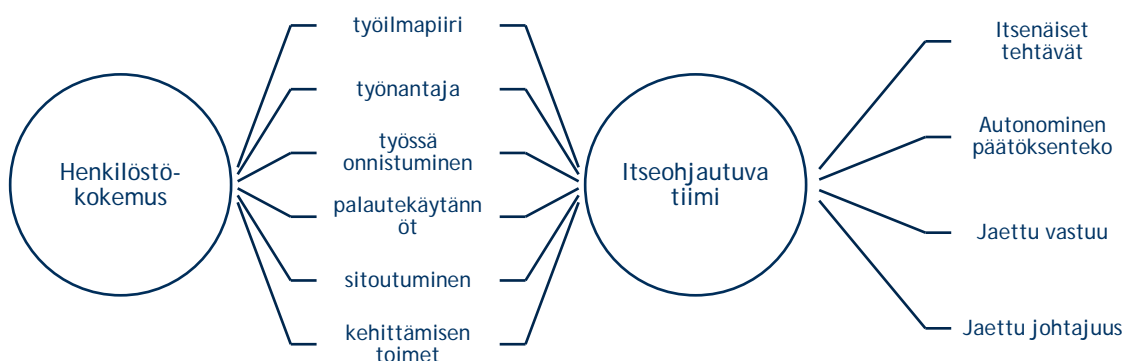 Henkilöstö-
kokemus
työilmapiiri
työnantaja
työssä
onnistuminen
palautekäytänn
öt
sitoutuminen
kehittämisen
toimet
Itseohjautuva
tiimi
Itsenäiset
tehtävät
Autonominen
päätöksenteko
Jaettu vastuu
Jaettu johtajuus